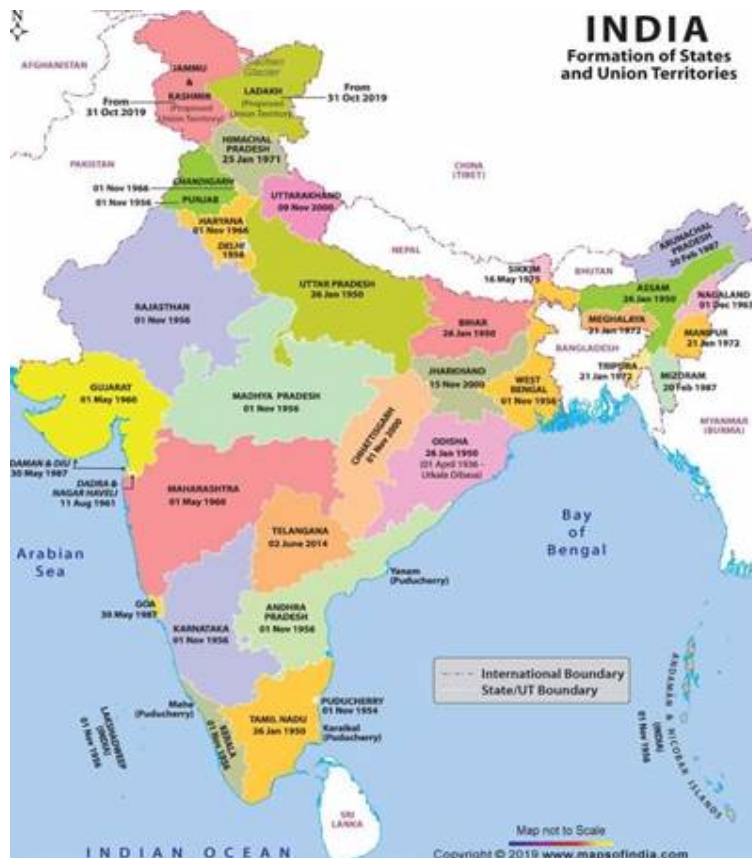 N
INDIA
Formation of States
and Union Territories
AFGHANISTAN
JAMMU
&
KASHMIR
(Proposed
Union Territory)
From
31 Oct 2019
Siachen
Glacier
LADAKH
(Proposed
Union Territory)
From
31 Oct 2019
HIMACHAL
PRADESH
25 Jan 1971
PAKISTAN
CHINA
(TIBET)
CHANDIGARH
01 Nov 1966
PUNJAB
01 Nov 1956
UTTARAKHAND
09 Nov 2000
HARYANA
01 Nov 1966
DELHI
1956
NEPAL
ARUNACHAL
PRADESH
20 Feb 1987
SIKKIM
16 May 1975
BHUTAN
UTTAR PRADESH
26 Jan 1950
ASSAM
26 Jan 1950
NAGALAND
01 Dec 1963
RAJASTHAN
01 Nov 1956
BIHAR
26 Jan 1950
MEGHALAYA
21 Jan 1972
MANIPUR
21 Jan 1972
BANGLADESH
JHARKHAND
15 Nov 2000
TRIPURA
21 Jan 1972
MIZORAM
20 Feb 1987
GUJARAT
01 May 1960
MADHYA PRADESH
01 Nov 1956
WEST
BENGAL
01 Nov 1956
CHHATTISGARH
01 Nov 2000
MYANMAR
(BURMA)
ODISHA
26 Jan 1950
(01 April 1936 -
Utkala Dibasa)
DAMAN & DIU
30 May 1987
DADRA &
NAGAR HAVELI
11 Aug 1961
MAHARASHTRA
01 May 1960
TELANGANA
02 June 2014
Arabian
Sea
Bay
of
Bengal
Yanam
(Puducherry)
GOA
30 May 1987
KARNATAKA
01 Nov 1956
ANDHRA
PRADESH
01 Nov 1956
International Boundary
State/UT Boundary
Mahe
(Puducherry)
PUDUCHERRY
01 Nov 1954
Karaikal
(Puducherry)
LAKSHADWEEP
(INDIA)
01 Nov 1956
KERALA
01 Nov 1956
TAMIL NADU
26 Jan 1950
ANDAMAN & NICOBAR ISLANDS
(INDIA)
01 Nov 1956
SRI
LANKA
Map not to Scale
INDIAN OCEAN
Copyright © 2019 www.mapsofindia.com